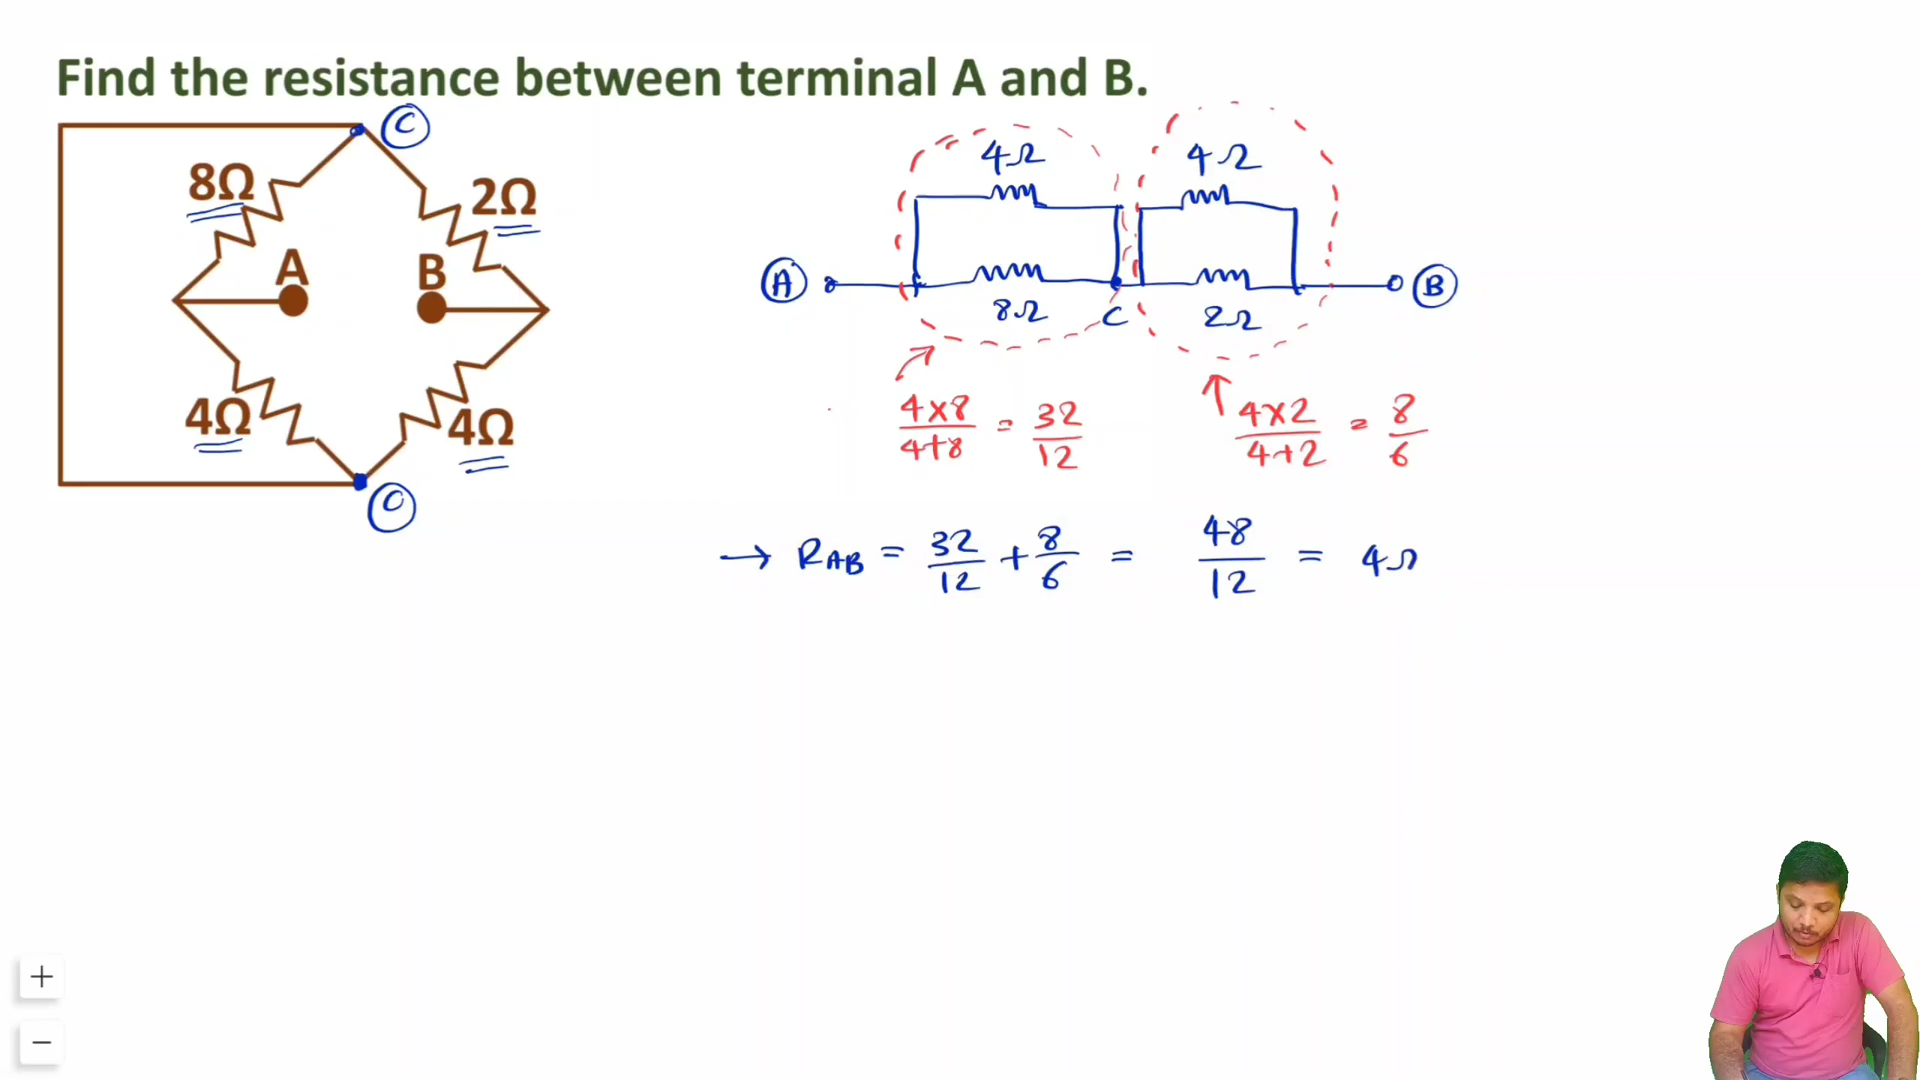 Find the resistance between terminal A and B.
C
8Ω
2Ω
A
B
4Ω
4Ω
C
4Ω 4Ω
A B
8Ω C 2Ω
4×8/4+8 = 32/12
4×2/4+2 = 8/6
→ RAB = 32/12 + 8/6 = 48/12 = 4Ω
+
−